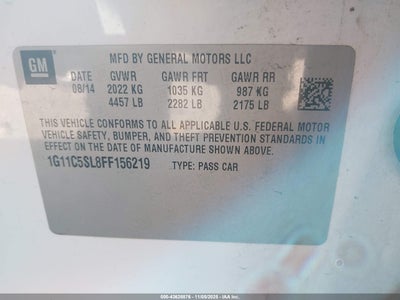 GM
MFD BY GENERAL MOTORS LLC
DATE GVWR GAWR FRT GAWR RR
08/14 2022 KG 1035 KG 987 KG
4457 LB 2282 LB 2175 LB
THIS VEHICLE CONFORMS TO ALL APPLICABLE U.S. FEDERAL MOTOR
VEHICLE SAFETY, BUMPER, AND THEFT PREVENTION STANDARDS IN
EFFECT ON THE DATE OF MANUFACTURE SHOWN ABOVE.
1G11C5SL8FF156219 TYPE: PASS CAR